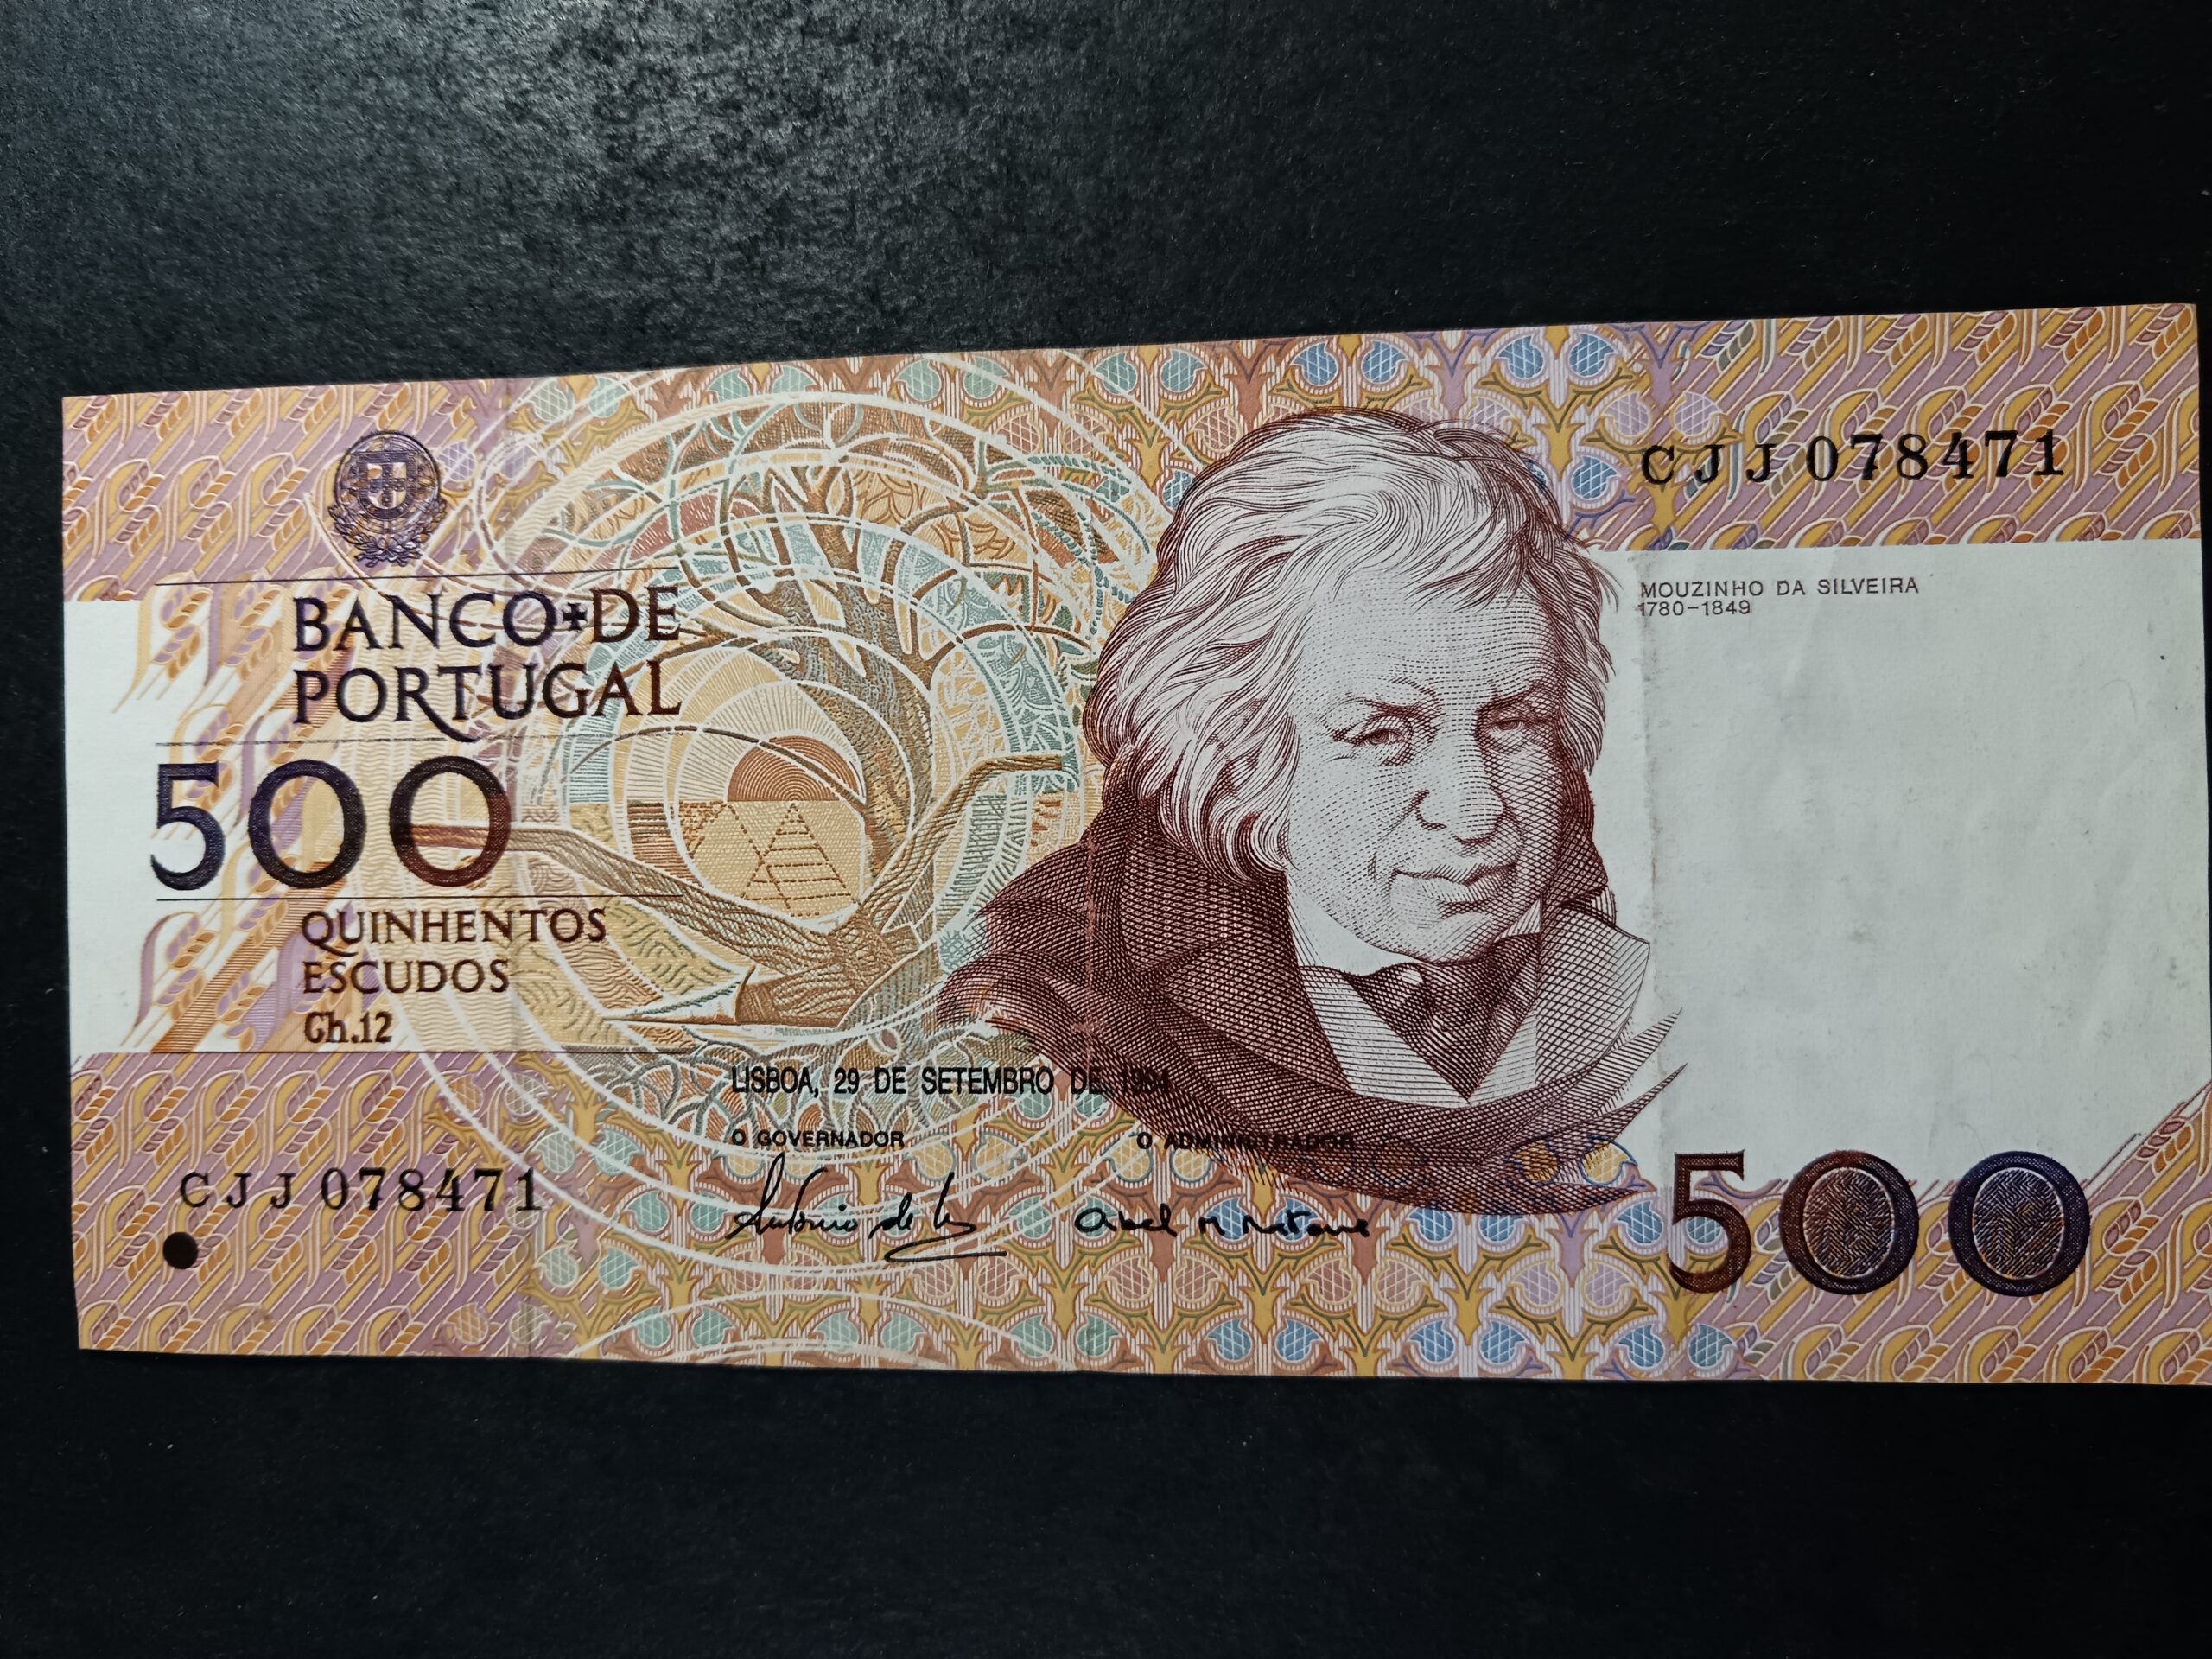 CJJ 078471
MOUZINHO DA SILVEIRA
1780-1849
BANCO DE
PORTUGAL
500
QUINHENTOS
ESCUDOS
Ch.12
LISBOA, 29 DE SETEMBRO DE 1994
O GOVERNADOR
O ADMINISTRADOR
CJJ 078471
500